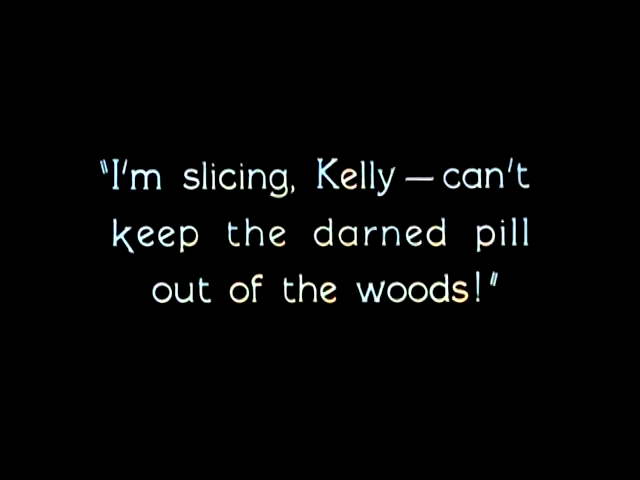 "I'm slicing, Kelly — can't
keep the darned pill
out of the woods!"